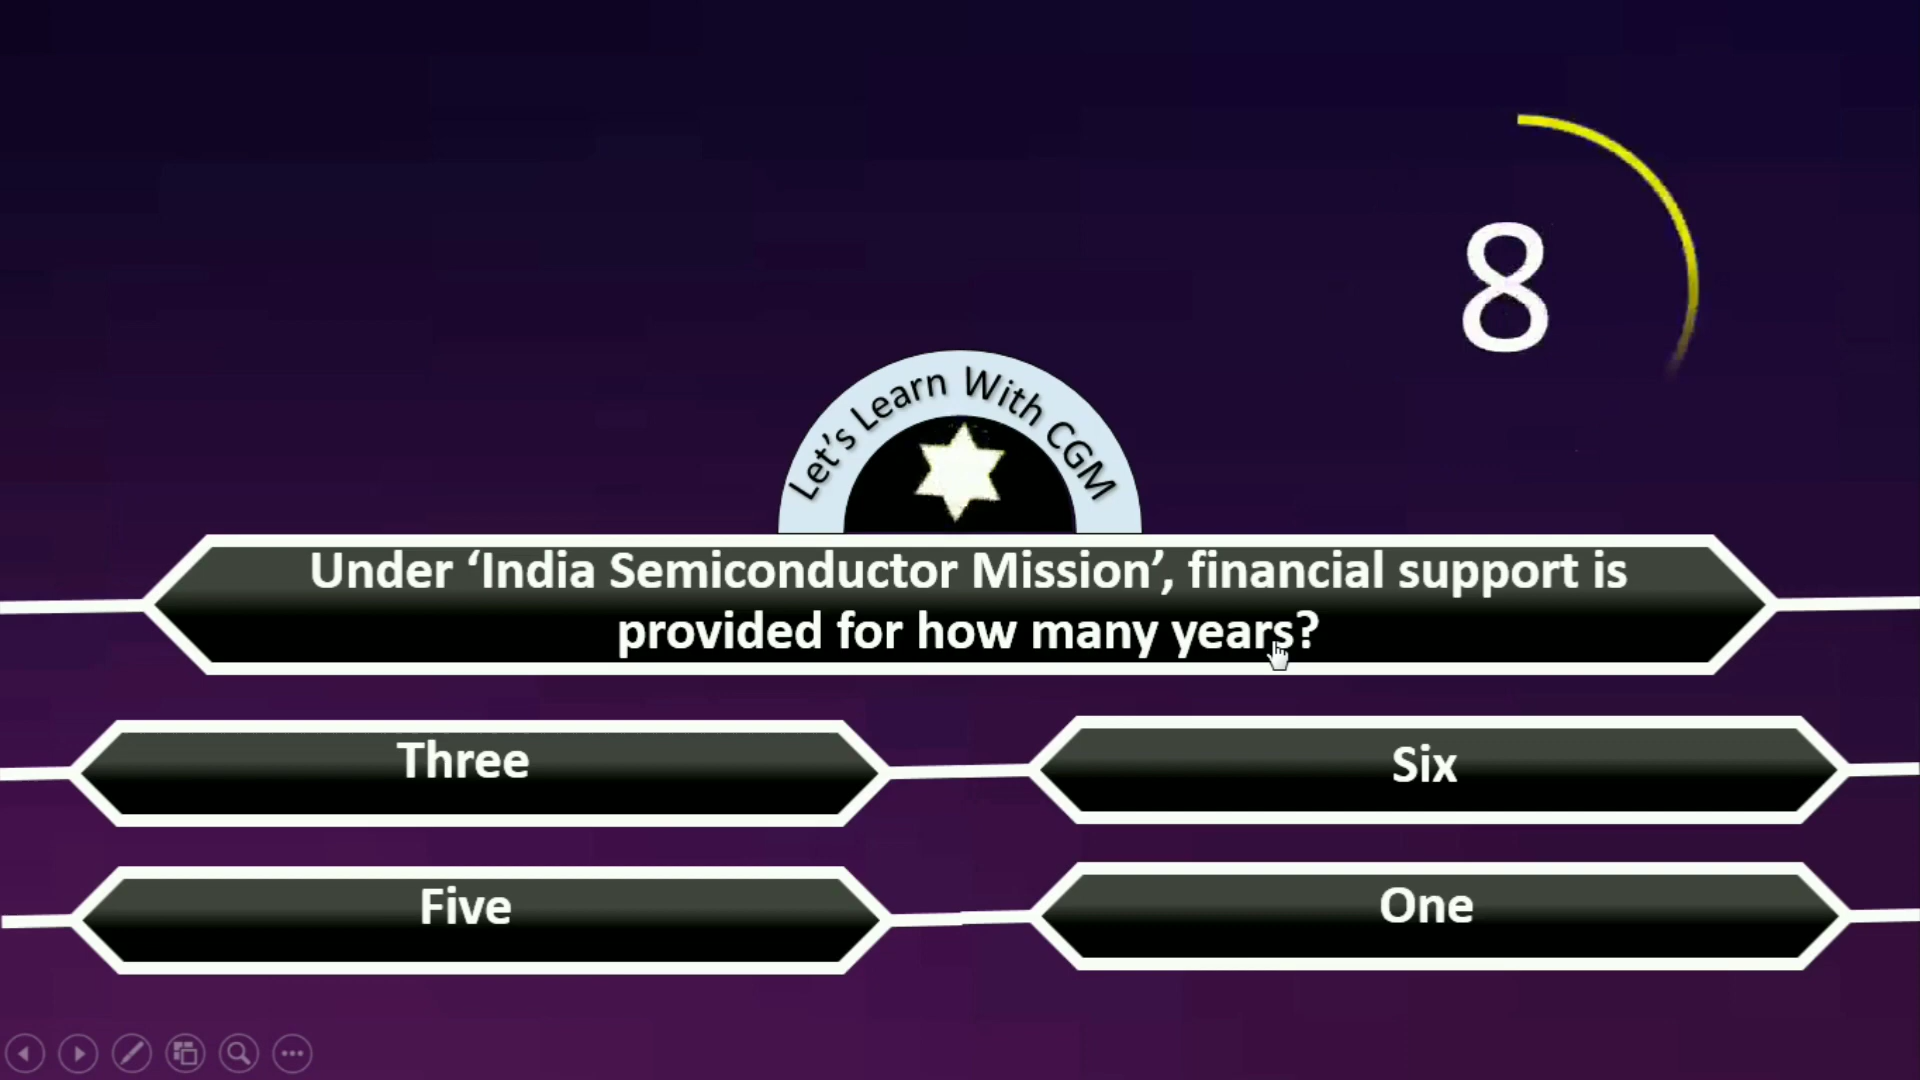 8
Let’s Learn With CGM
Under ‘India Semiconductor Mission’, financial support is
provided for how many years?
Three
Six
Five
One